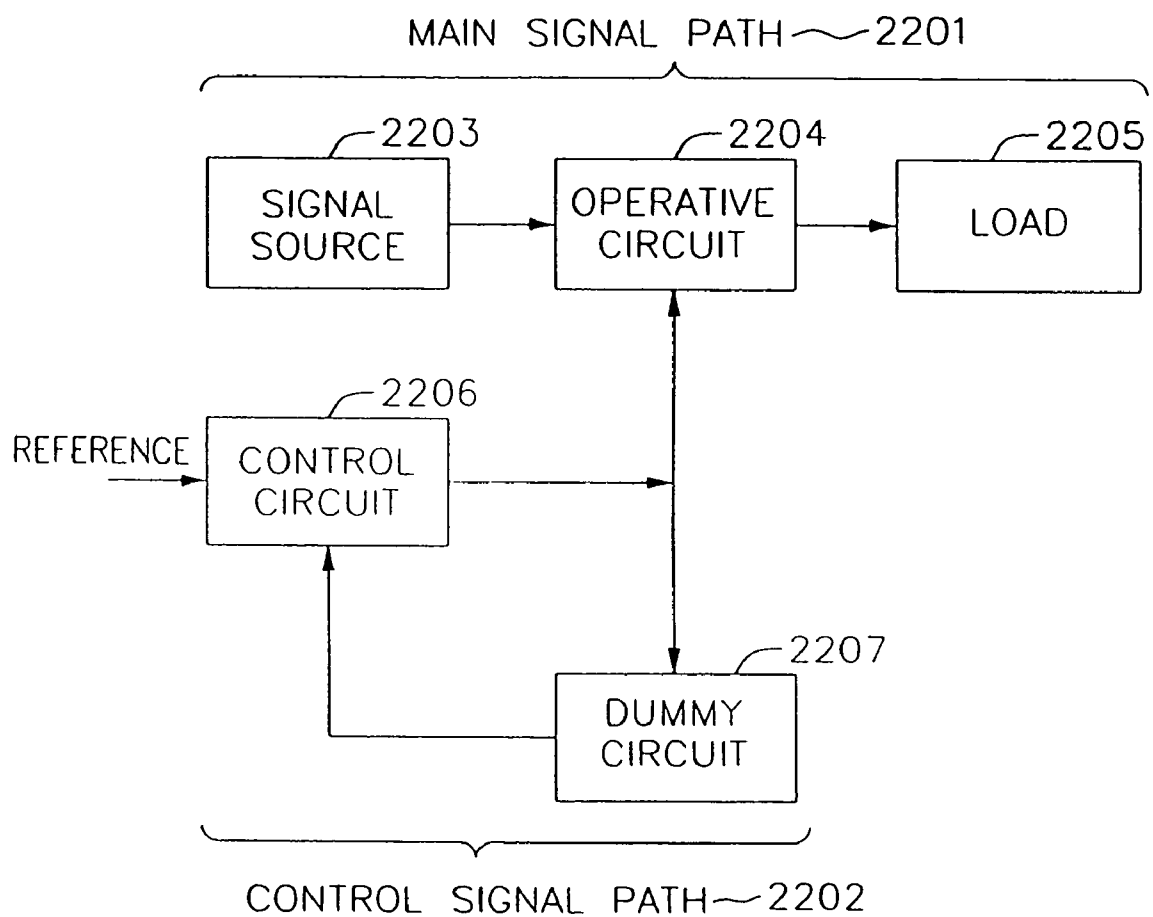 MAIN SIGNAL PATH 2201
2203
2204
2205
SIGNAL
SOURCE
OPERATIVE
CIRCUIT
LOAD
2206
REFERENCE
CONTROL
CIRCUIT
2207
DUMMY
CIRCUIT
CONTROL SIGNAL PATH 2202